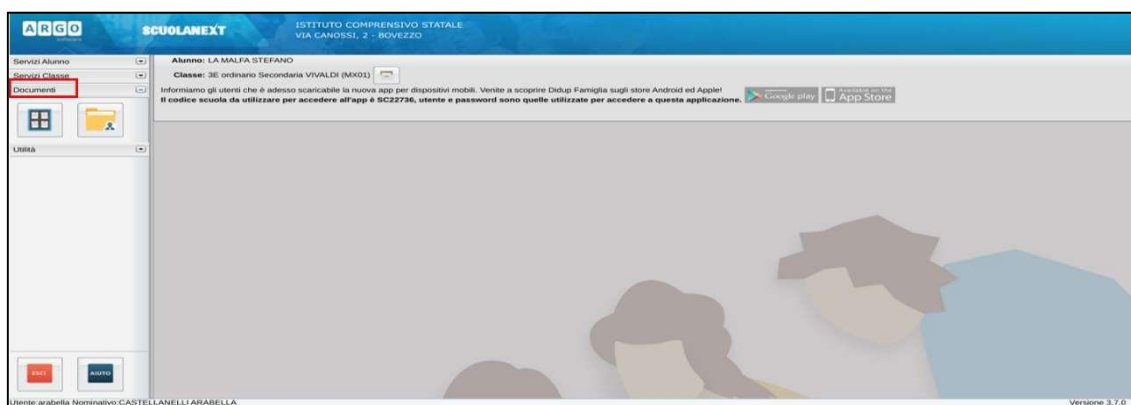 ARGO
software
SCUOLANEXT
ISTITUTO COMPRENSIVO STATALE
VIA CANOSSI, 2 - BOVEZZO
Servizi Alunno
Servizi Classe
Documenti
Utilità
Alunno: LA MALFA STEFANO
Classe: 3E ordinario Secondaria VIVALDI (MX01)
Informiamo gli utenti che è adesso scaricabile la nuova app per dispositivi mobili. Venite a scoprire Didup Famiglia sugli store Android ed Apple!
Il codice scuola da utilizzare per accedere all'app è SC22736, utente e password sono quelle utilizzate per accedere a questa applicazione.
Google play
Available on the
App Store
ESCI
AIUTO
Utente:arabella Nominativo:CASTELLANELLI ARABELLA
Versione 3.7.0